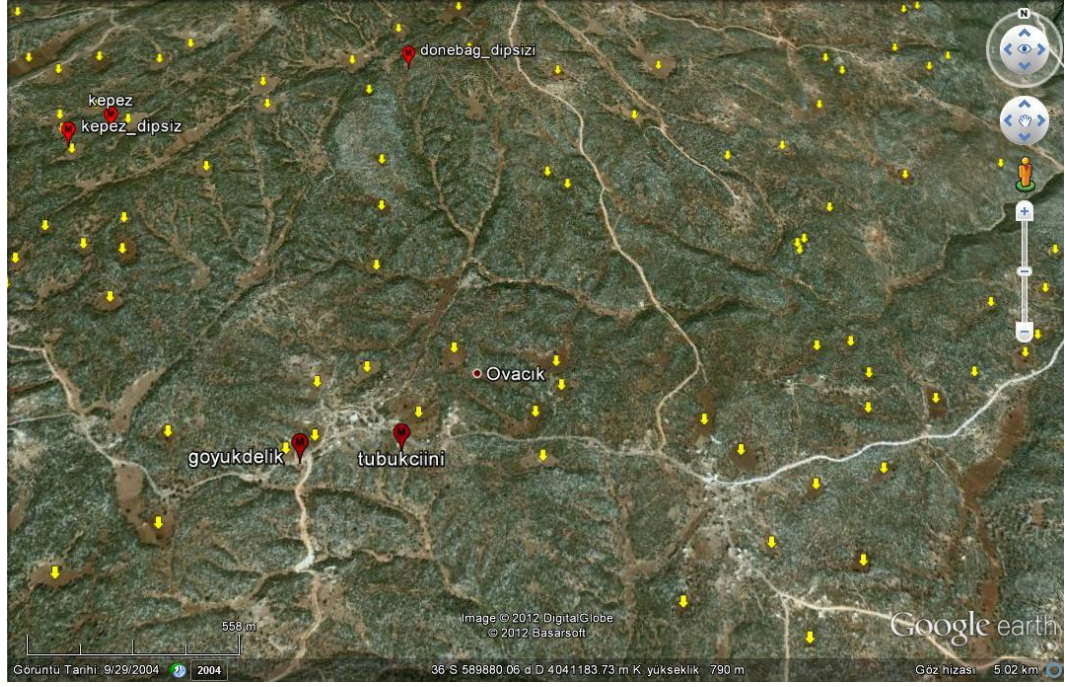 N
donebag_dipsizi
kepez
kepez_dipsiz
Ovacık
goyukdelik
tubukciini
558 m
Image © 2012 DigitalGlobe
© 2012 Basarsoft
Google earth
Görüntü Tarihi: 9/29/2004 2004 36 S 589880.06 d D 4041183.73 m K yükseklik 790 m Göz hizası 5.02 km